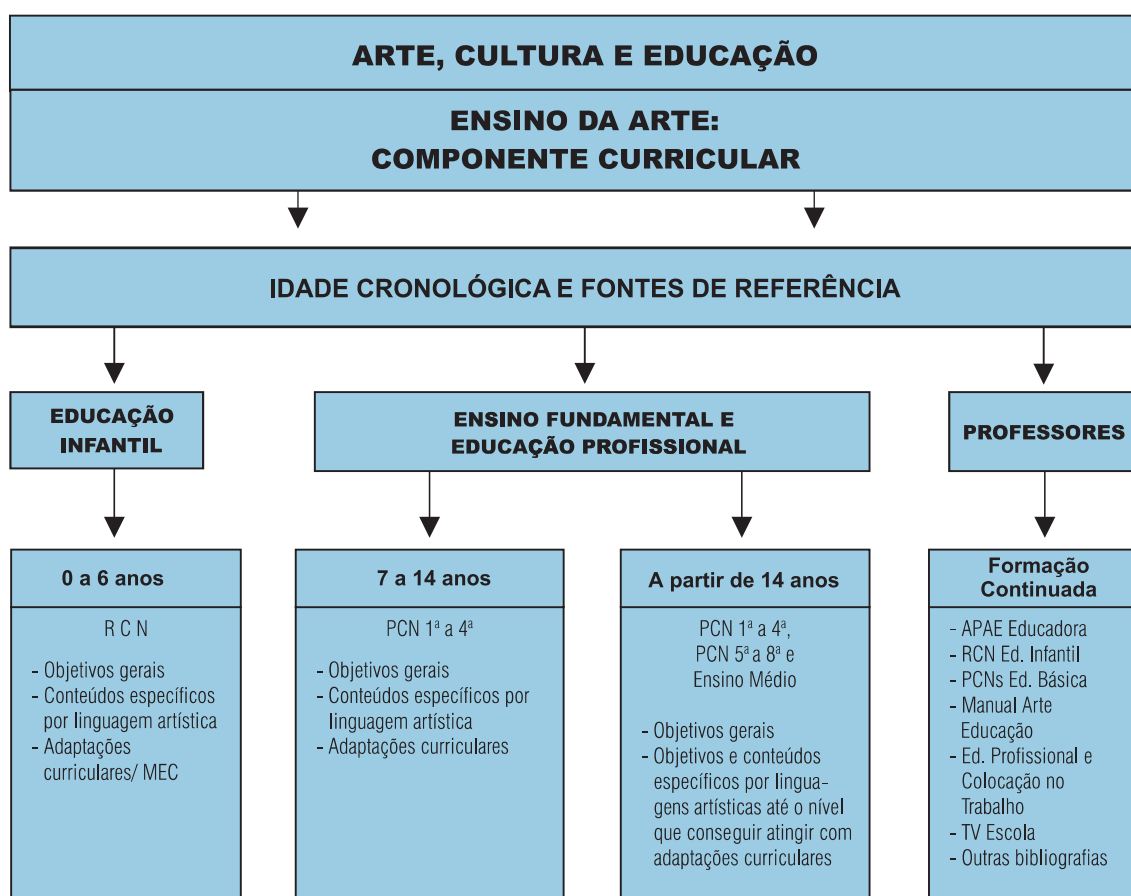 ARTE, CULTURA E EDUCAÇÃO
ENSINO DA ARTE:
COMPONENTE CURRICULAR
IDADE CRONOLÓGICA E FONTES DE REFERÊNCIA
EDUCAÇÃO
INFANTIL
ENSINO FUNDAMENTAL E
EDUCAÇÃO PROFISSIONAL
PROFESSORES
0 a 6 anos
R C N
- Objetivos gerais
- Conteúdos específicos
por linguagem artística
- Adaptações
curriculares/ MEC
7 a 14 anos
PCN 1ª a 4ª
- Objetivos gerais
- Conteúdos específicos por
linguagem artística
- Adaptações curriculares
A partir de 14 anos
PCN 1ª a 4ª,
PCN 5ª a 8ª e
Ensino Médio
- Objetivos gerais
- Objetivos e conteúdos
específicos por lingua-
gens artísticas até o nível
que conseguir atingir com
adaptações curriculares
Formação
Continuada
- APAE Educadora
- RCN Ed. Infantil
- PCNs Ed. Básica
- Manual Arte
Educação
- Ed. Profissional e
Colocação no
Trabalho
- TV Escola
- Outras bibliografias